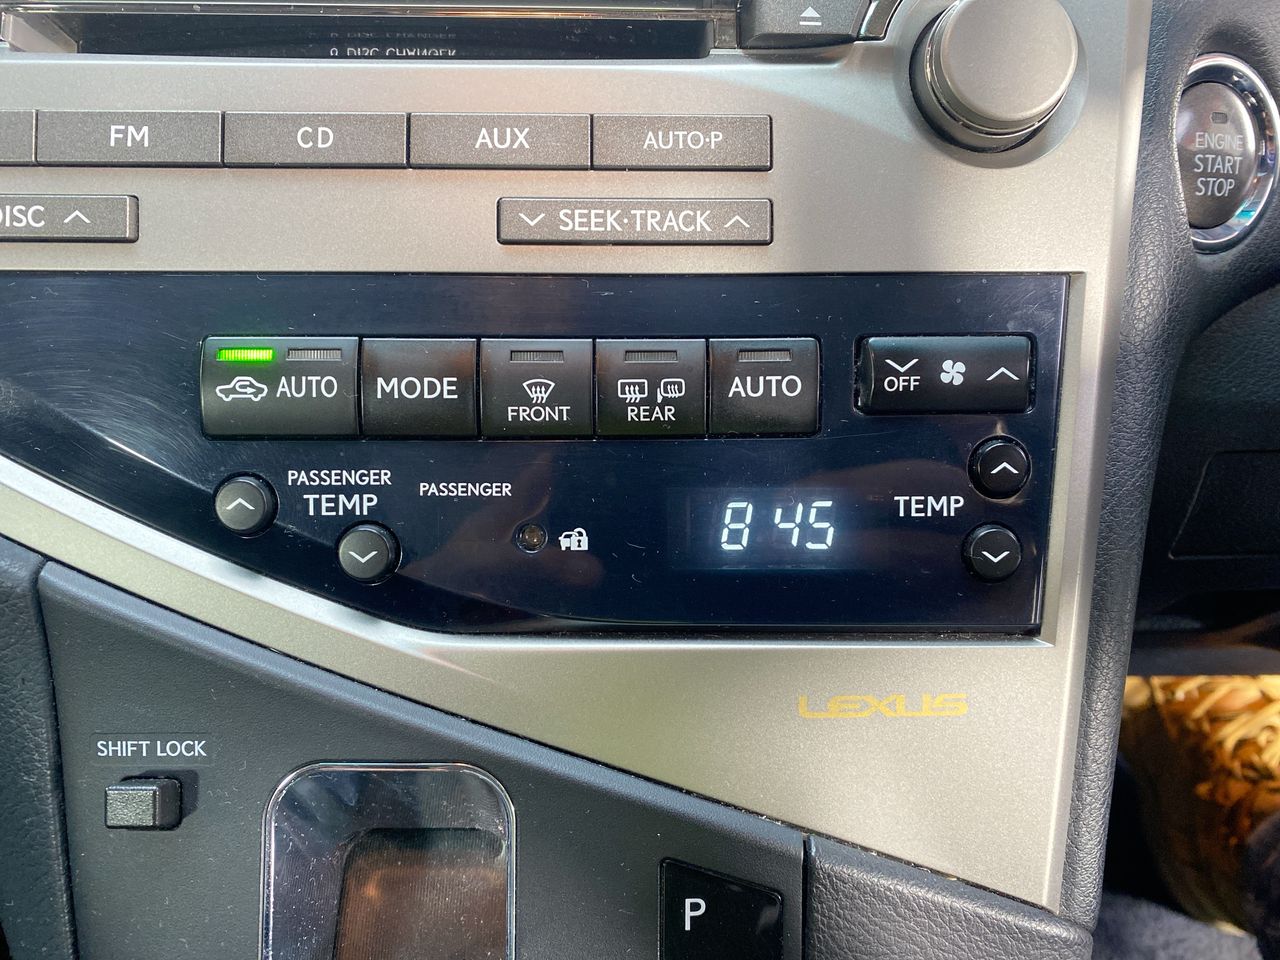 FM
CD
AUX
AUTO·P
ENGINE
START
STOP
DISC
SEEK·TRACK
AUTO
MODE
FRONT
REAR
AUTO
OFF
PASSENGER
TEMP
PASSENGER
8 45
TEMP
LEXUS
SHIFT LOCK
P